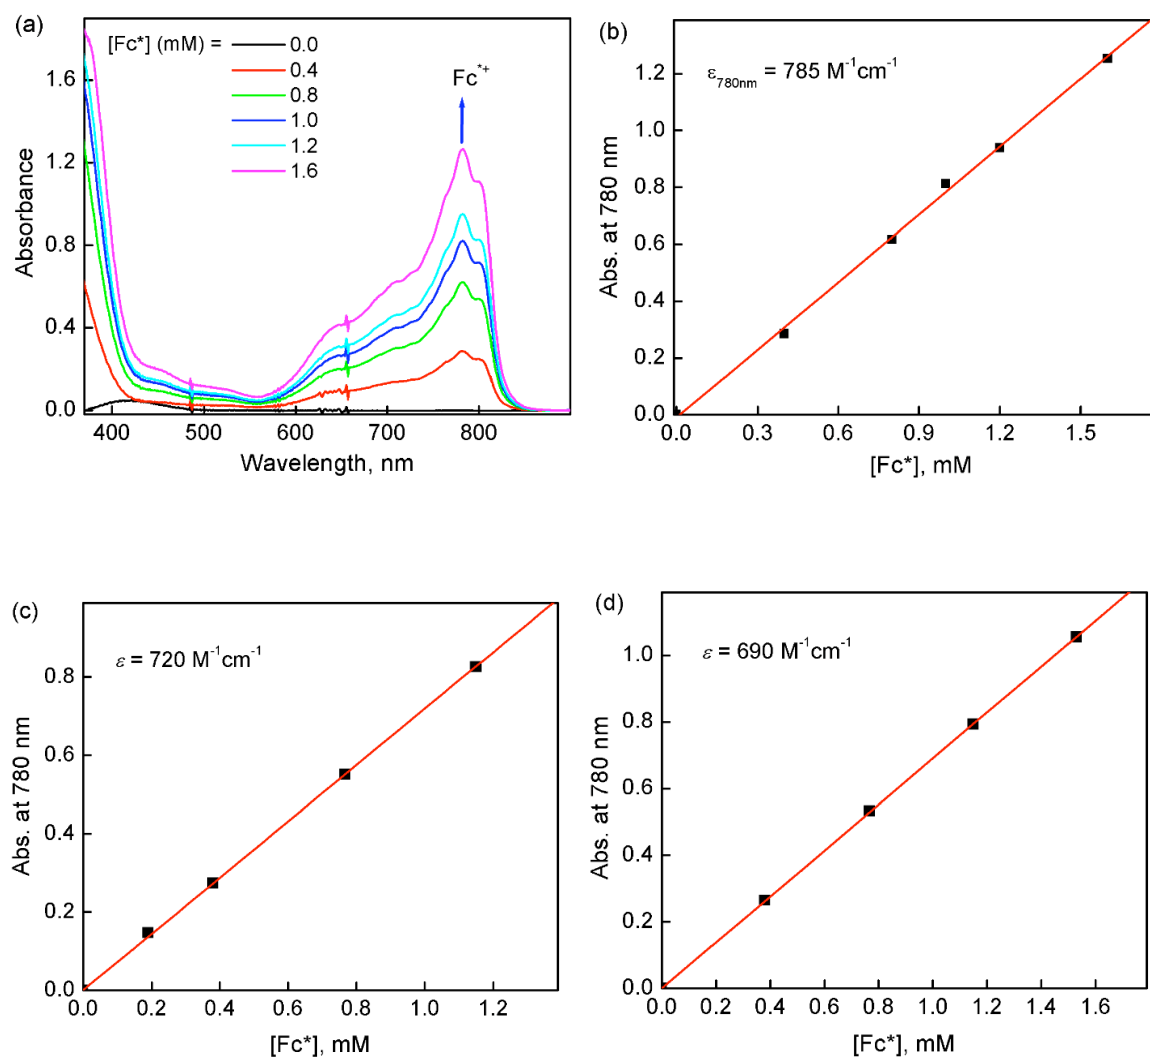 (a)
[Fc*] (mM) =
0.0
0.4
0.8
1.0
1.2
1.6
Fc*+
Absorbance
1.6
1.2
0.8
0.4
0.0
400 500 600 700 800
Wavelength, nm
(b)
ε780nm = 785 M-1cm-1
Abs. at 780 nm
1.2
1.0
0.8
0.6
0.4
0.2
0.0
0.0 0.3 0.6 0.9 1.2 1.5
[Fc*], mM
(c)
ε = 720 M-1cm-1
Abs. at 780 nm
0.8
0.6
0.4
0.2
0.0
0.2 0.4 0.6 0.8 1.0 1.2
[Fc*], mM
(d)
ε = 690 M-1cm-1
Abs. at 780 nm
1.0
0.8
0.6
0.4
0.2
0.0
0.2 0.4 0.6 0.8 1.0 1.2 1.4 1.6
[Fc*], mM